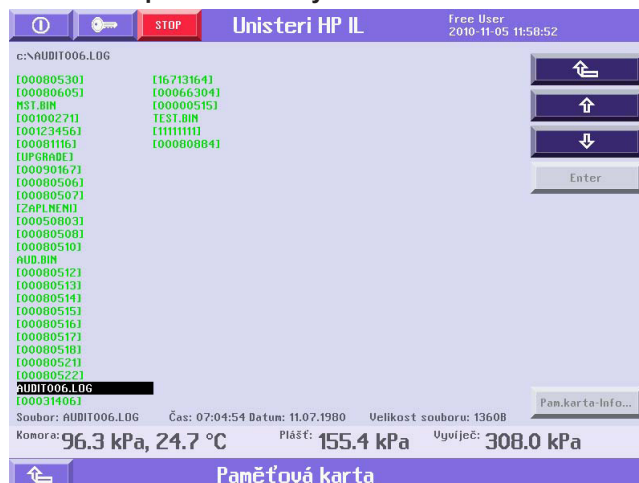 STOP Unisteri HP IL Free User
2010-11-05 11:58:52
c:\AUDIT006.LOG
[00080530] [16713164]
[00080605] [00066304]
MST.BIN [00000515]
[00100271] TEST.BIN
[00123456] [11111111]
[00081116] [00080884]
[UPGRADE]
[00090167]
[00080506]
[00080507]
[ZAPLNENI]
[00050803]
[00080508]
[00080510]
AUD.BIN
[00080512]
[00080513]
[00080514]
[00080515]
[00080516]
[00080517]
[00080518]
[00080521]
[00080522]
AUDIT006.LOG
[00031406]
Enter
Pam.karta-Info...
Soubor: AUDIT006.LOG Čas: 07:04:54 Datum: 11.07.1980 Velikost souboru: 1360B
Komora: 96.3 kPa, 24.7 °C Plášť: 155.4 kPa Vyvíječ: 308.0 kPa
Paměťová karta